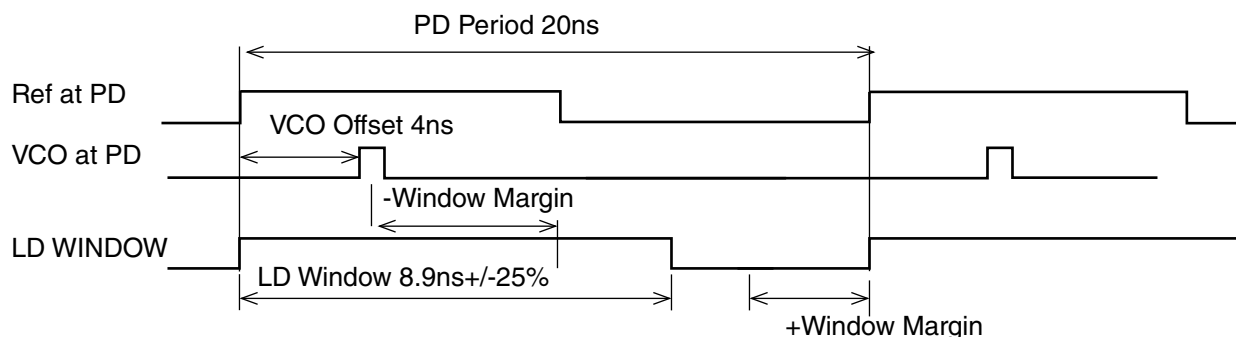 PD Period 20ns
Ref at PD
VCO Offset 4ns
VCO at PD
-Window Margin
LD WINDOW
LD Window 8.9ns+/-25%
+Window Margin